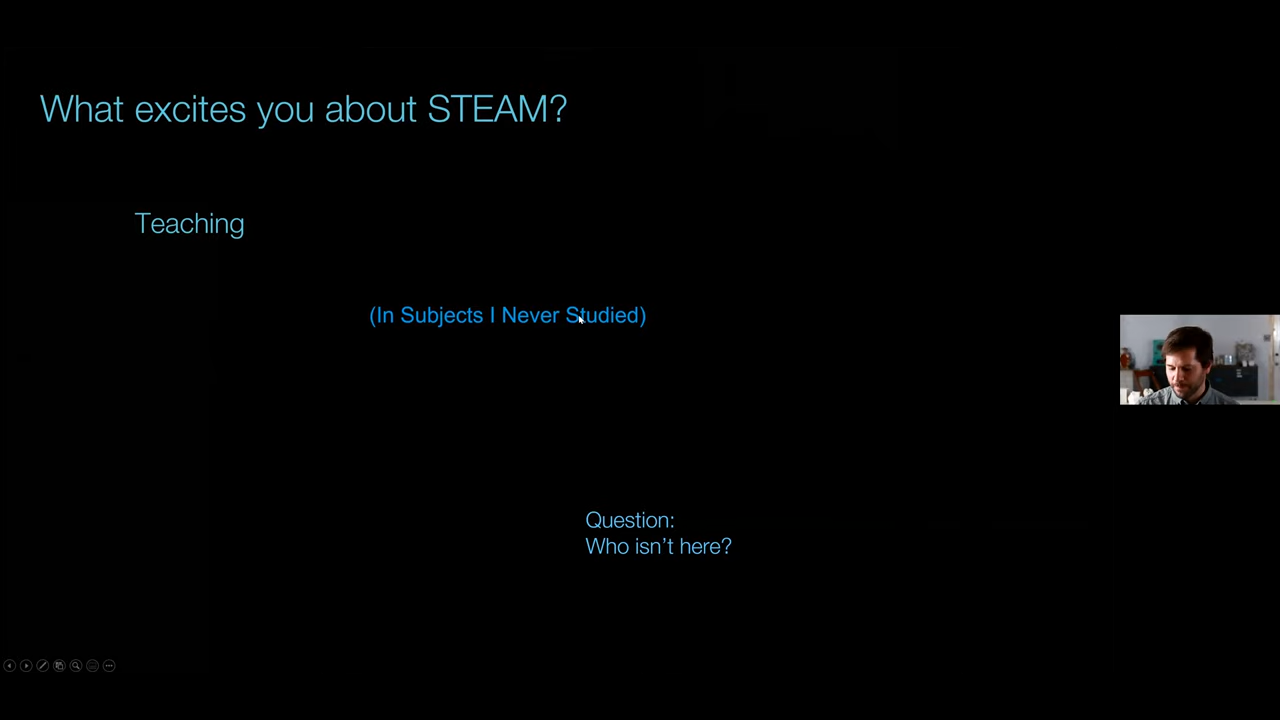 What excites you about STEAM?
Teaching
(In Subjects I Never Studied)
Question:
Who isn’t here?